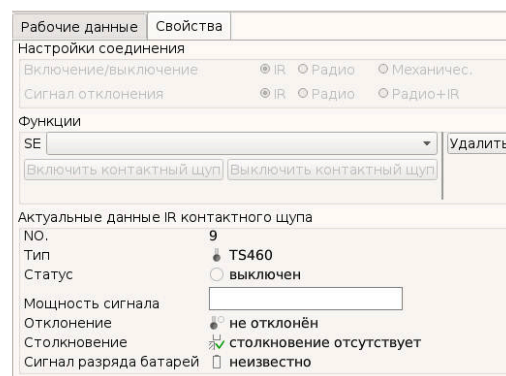 Рабочие данные Свойства
Настройки соединения
Включение/выключение IR Радио Механичес.
Сигнал отклонения IR Радио Радио+IR
Функции
SE Удалить
Включить контактный щуп Выключить контактный щуп
Актуальные данные IR контактного щупа
NO. 9
Тип TS460
Статус выключен
Мощность сигнала
Отклонение не отклонён
Столкновение столкновение отсутствует
Сигнал разряда батарей неизвестно